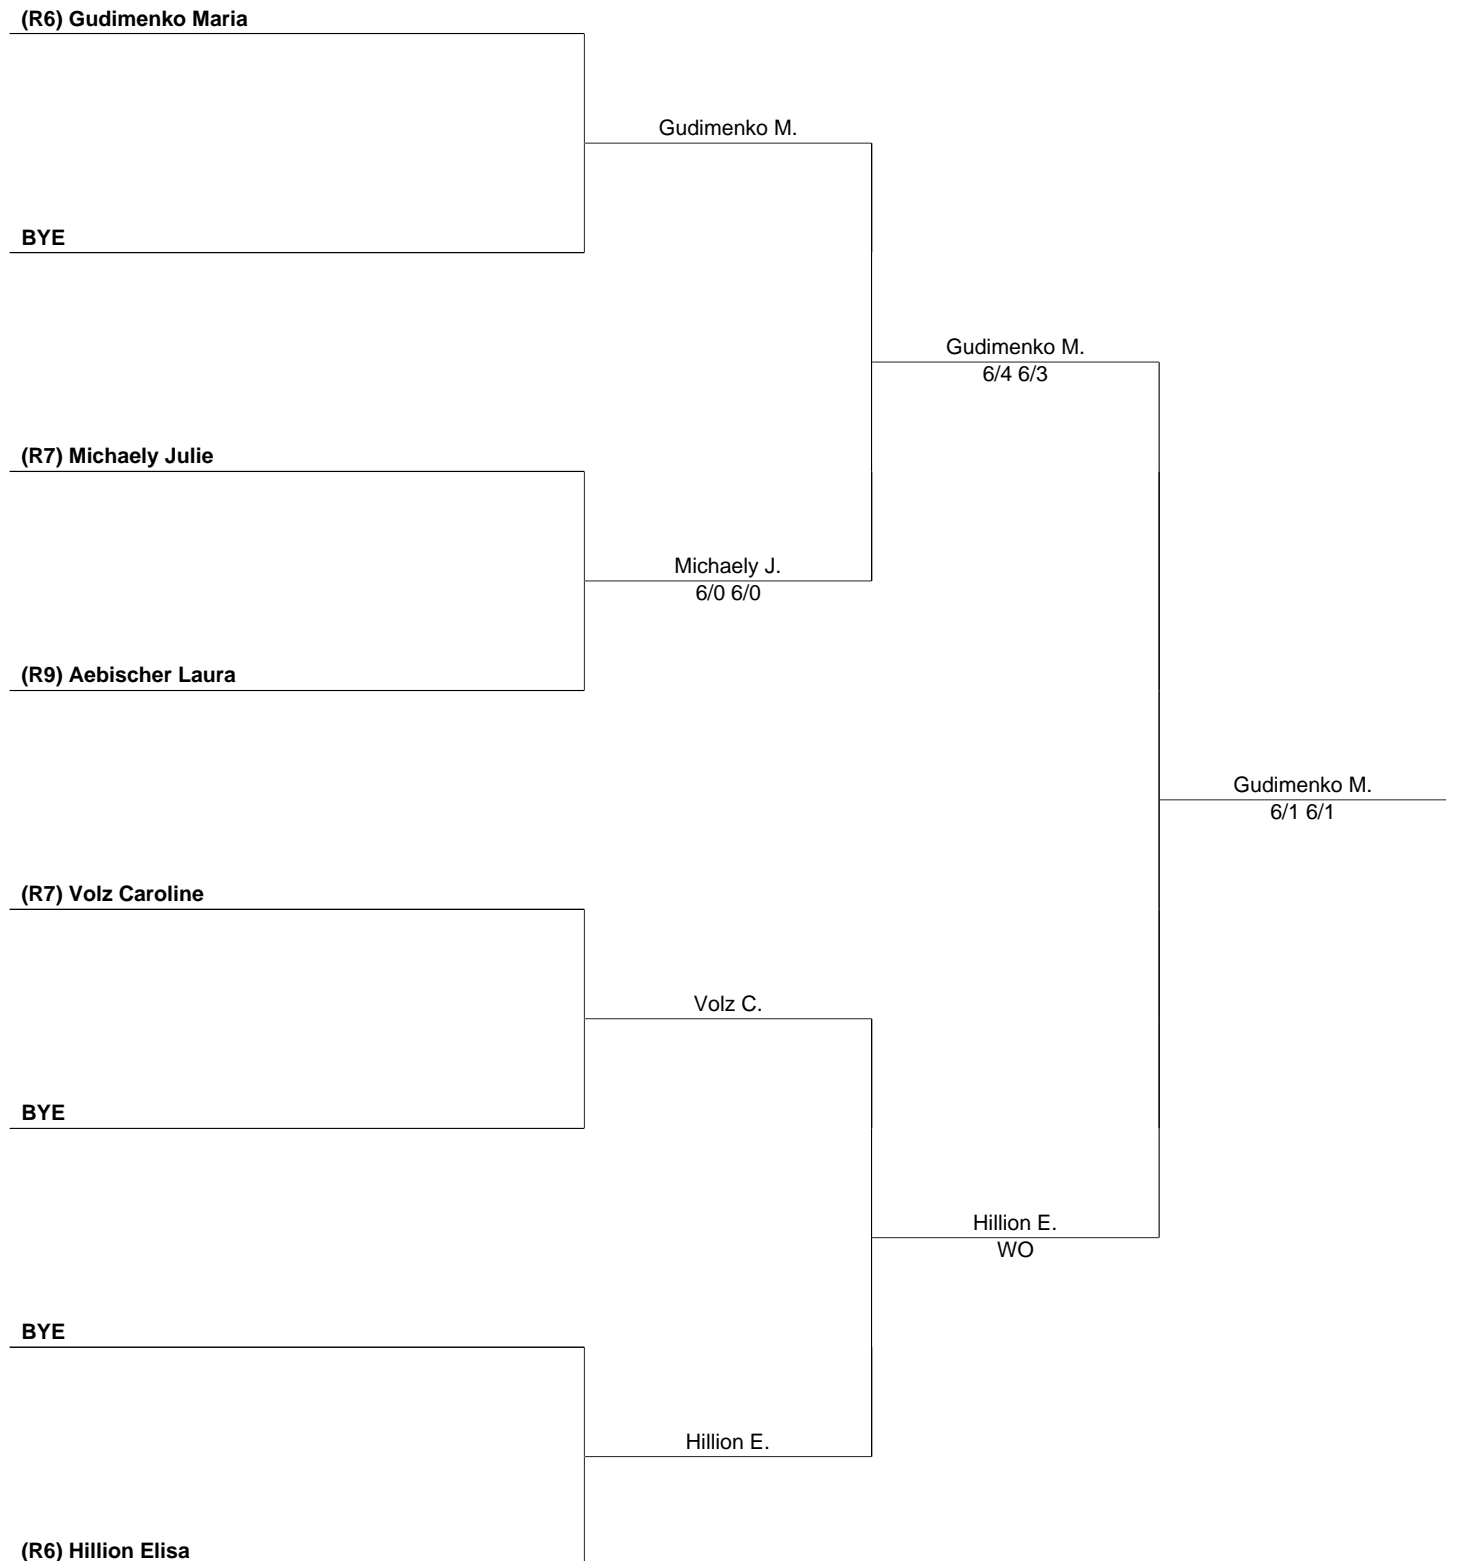 (R6) Gudimenko Maria
Gudimenko M.
BYE
Gudimenko M.
6/4 6/3
(R7) Michaely Julie
Michaely J.
6/0 6/0
(R9) Aebischer Laura
Gudimenko M.
6/1 6/1
(R7) Volz Caroline
Volz C.
BYE
Hillion E.
WO
BYE
Hillion E.
(R6) Hillion Elisa